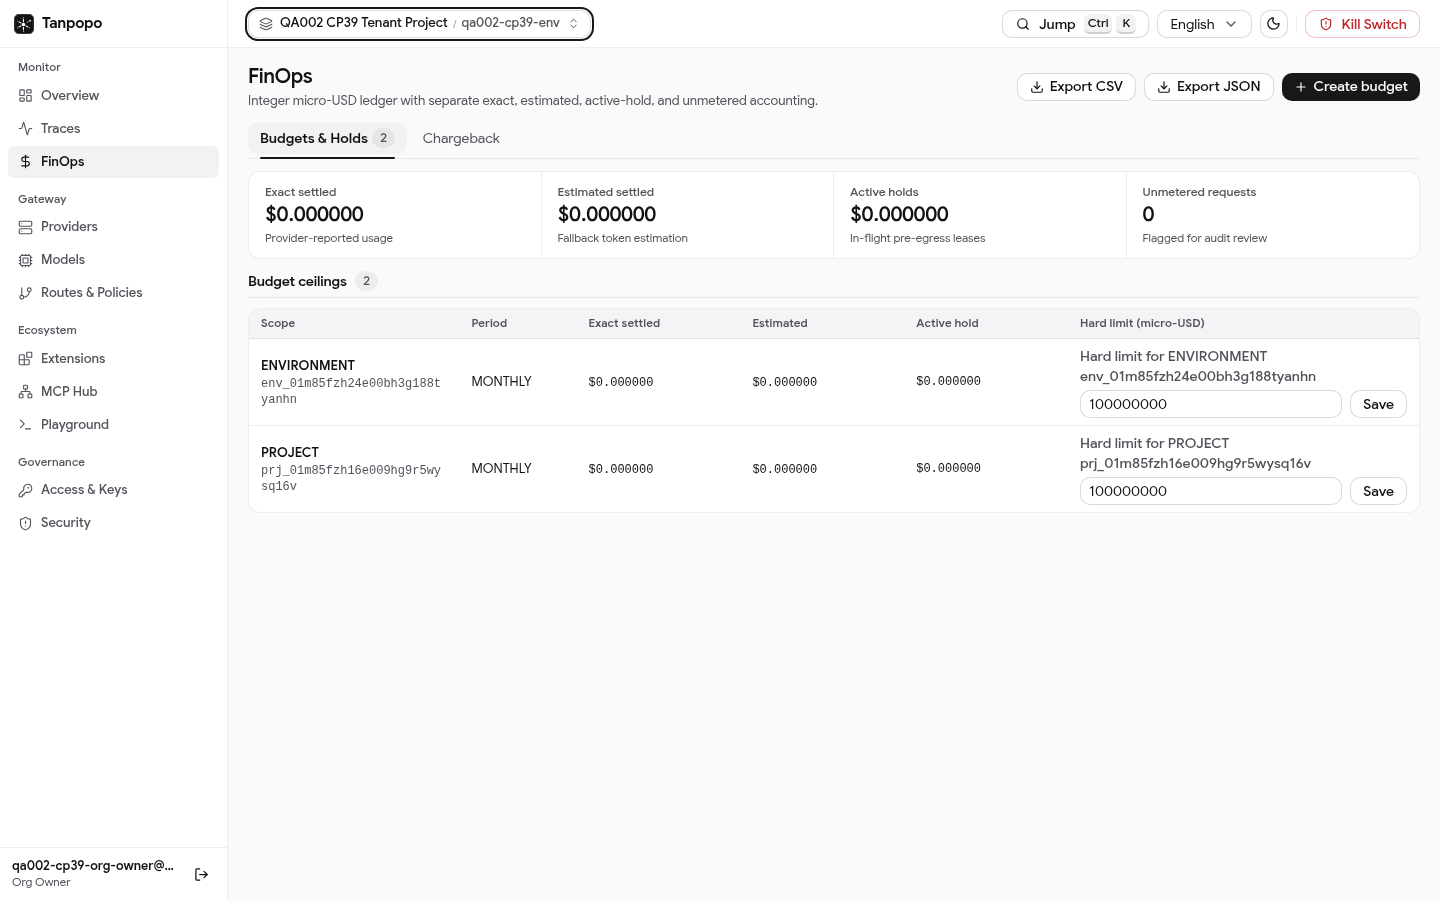 Tanpopo
QA002 CP39 Tenant Project / qa002-cp39-env
Jump Ctrl K
English
Kill Switch
Monitor
Overview
Traces
FinOps
Gateway
Providers
Models
Routes & Policies
Ecosystem
Extensions
MCP Hub
Playground
Governance
Access & Keys
Security
qa002-cp39-org-owner@...
Org Owner
FinOps
Integer micro-USD ledger with separate exact, estimated, active-hold, and unmetered accounting.
Export CSV
Export JSON
Create budget
Budgets & Holds 2
Chargeback
Exact settled
$0.000000
Provider-reported usage
Estimated settled
$0.000000
Fallback token estimation
Active holds
$0.000000
In-flight pre-egress leases
Unmetered requests
0
Flagged for audit review
Budget ceilings 2
Scope Period Exact settled Estimated Active hold Hard limit (micro-USD)
ENVIRONMENT
env_01m85fzh24e00bh3g188t
yanhn
MONTHLY
$0.000000
$0.000000
$0.000000
Hard limit for ENVIRONMENT
env_01m85fzh24e00bh3g188tyanhn
100000000
Save
PROJECT
prj_01m85fzh16e009hg9r5wy
sq16v
MONTHLY
$0.000000
$0.000000
$0.000000
Hard limit for PROJECT
prj_01m85fzh16e009hg9r5wysq16v
100000000
Save